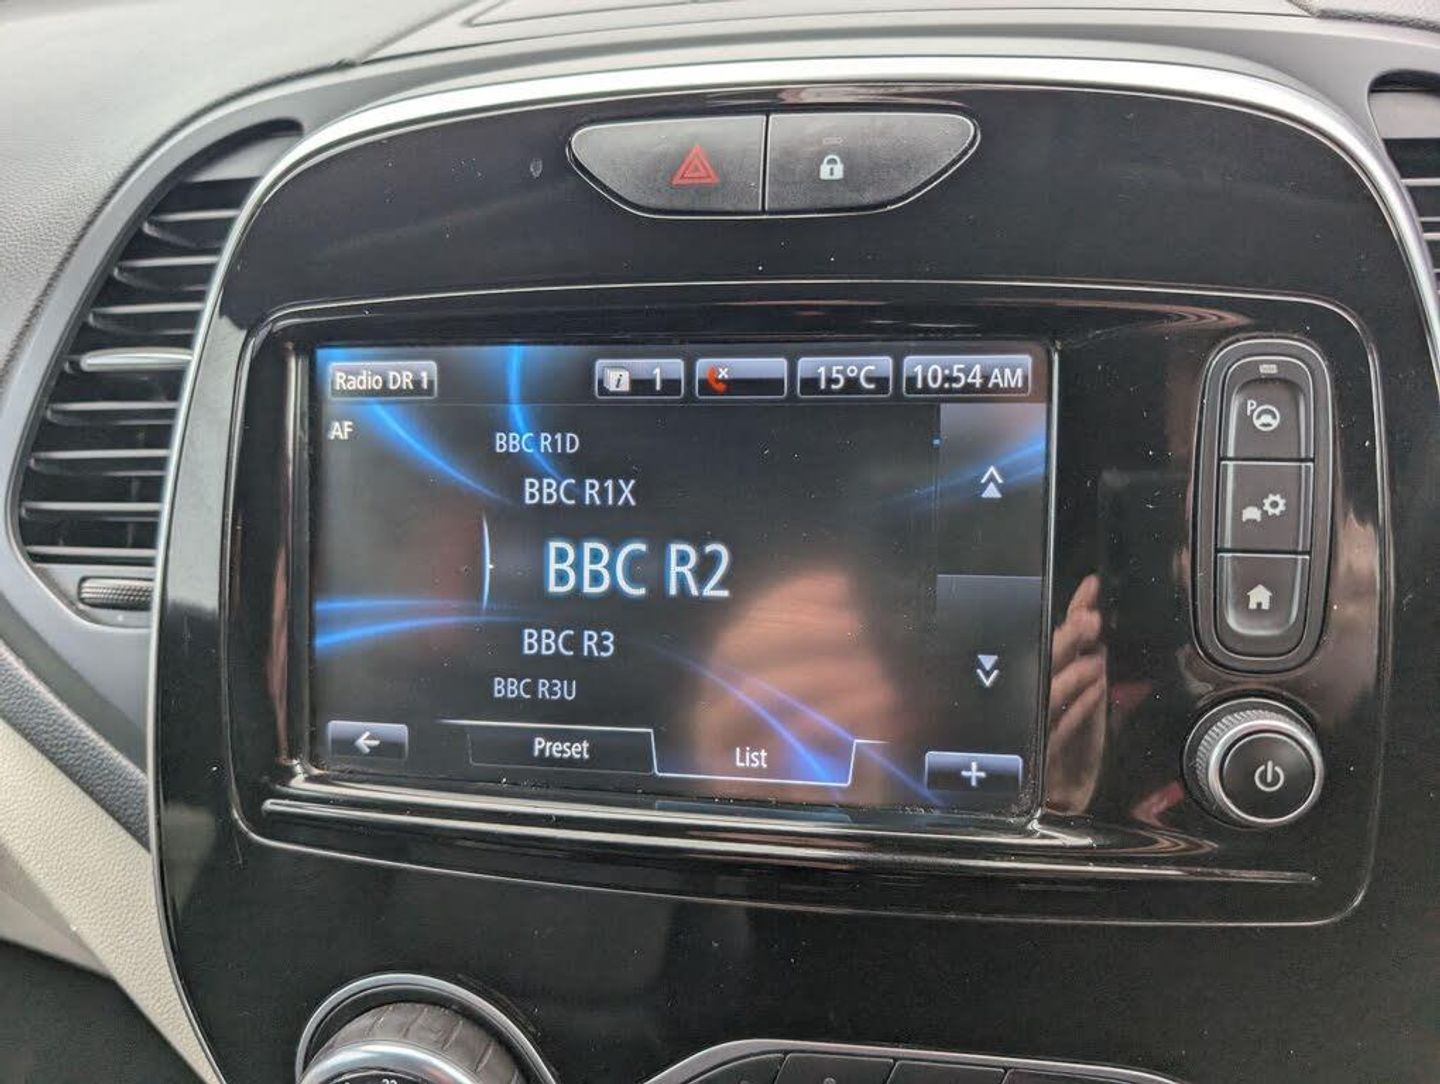 Radio DR 1
i 1
15°C
10:54 AM
AF
BBC R1D
BBC R1X
BBC R2
BBC R3
BBC R3U
Preset
List
P